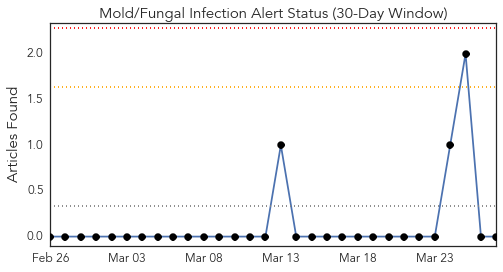 Mold/Fungal Infection Alert Status (30-Day Window)
Articles Found
2.0
1.5
1.0
0.5
0.0
Feb 26 Mar 03 Mar 08 Mar 13 Mar 18 Mar 23